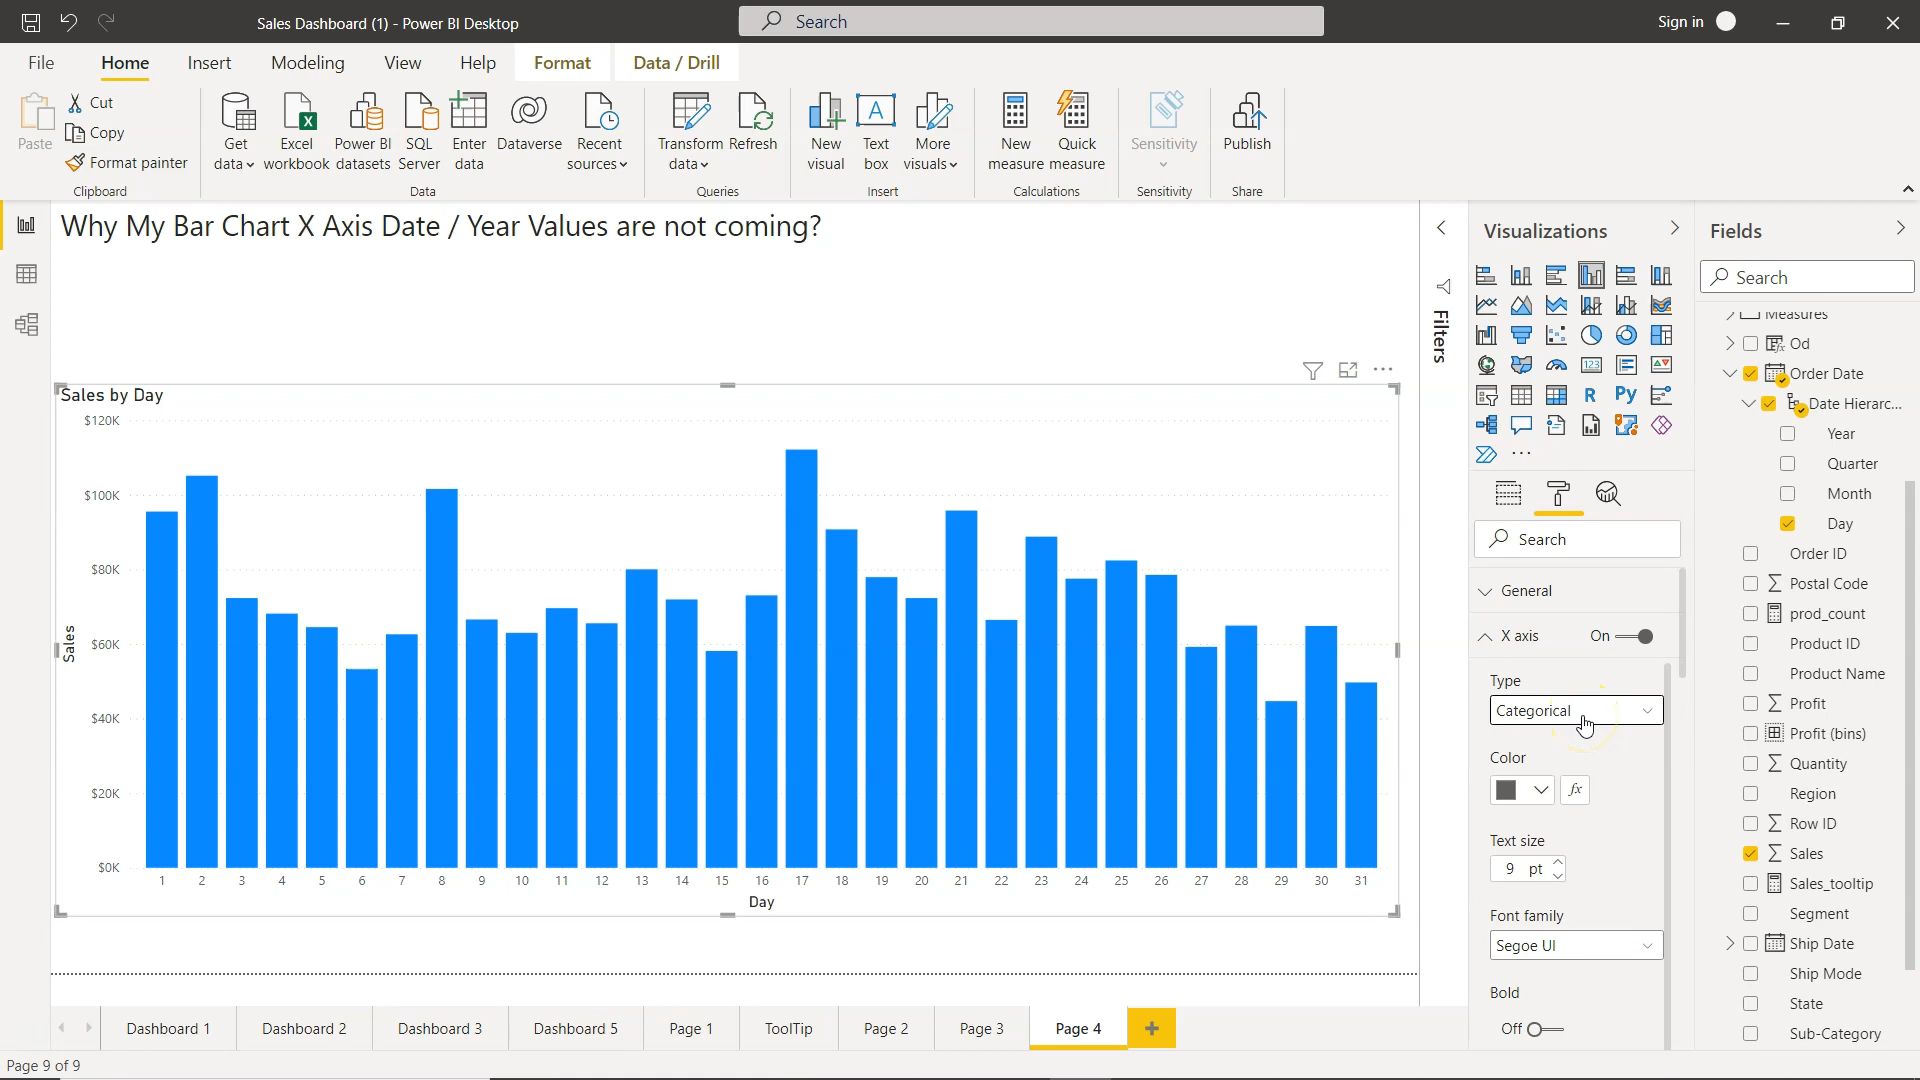 Sales Dashboard (1) - Power BI Desktop
Search
Sign in
File
Home
Insert
Modeling
View
Help
Format
Data / Drill
Paste
Cut
Copy
Format painter
Clipboard
Get data
Excel workbook
Power BI datasets
SQL Server
Enter data
Dataverse
Recent sources
Data
Transform data
Refresh
Queries
New visual
Text box
More visuals
Insert
New measure
Quick measure
Calculations
Sensitivity
Sensitivity
Publish
Share
Why My Bar Chart X Axis Date / Year Values are not coming?
Sales by Day
$120K
$100K
$80K
$60K
$40K
$20K
$0K
Sales
1 2 3 4 5 6 7 8 9 10 11 12 13 14 15 16 17 18 19 20 21 22 23 24 25 26 27 28 29 30 31
Day
Filters
Visualizations
123
R
Py
Search
General
X axis
On
Type
Categorical
Color
fx
Text size
9 pt
Font family
Segoe UI
Bold
Off
Fields
Search
Measures
Od
Order Date
Date Hierarc...
Year
Quarter
Month
Day
Order ID
Postal Code
prod_count
Product ID
Product Name
Profit
Profit (bins)
Quantity
Region
Row ID
Sales
Sales_tooltip
Segment
Ship Date
Ship Mode
State
Sub-Category
Dashboard 1
Dashboard 2
Dashboard 3
Dashboard 5
Page 1
ToolTip
Page 2
Page 3
Page 4
Page 9 of 9